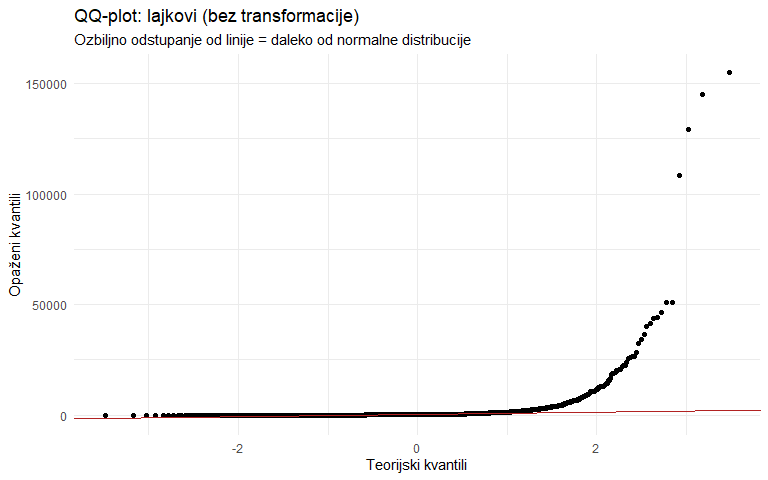 QQ-plot: lajkovi (bez transformacije)
Ozbiljno odstupanje od linije = daleko od normalne distribucije
150000
100000
50000
0
Opaženi kvantili
-2
0
2
Teorijski kvantili